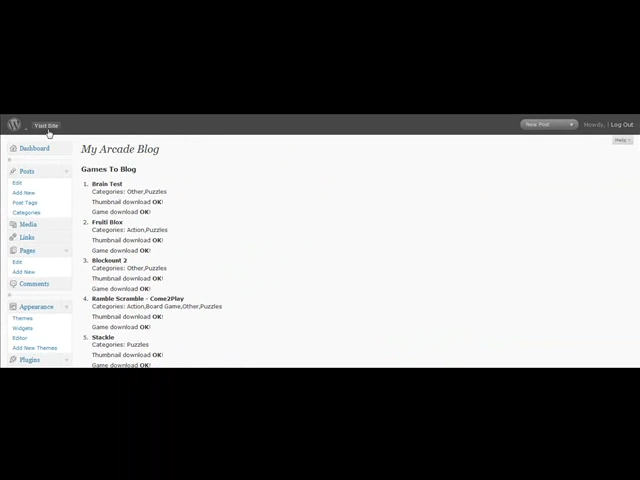 Visit Site
New Post
Howdy, | Log Out
Help
Dashboard
Posts
Edit
Add New
Post Tags
Categories
Media
Links
Pages
Edit
Add New
Comments
Appearance
Themes
Widgets
Editor
Add New Themes
Plugins
My Arcade Blog
Games To Blog
1. Brain Test
Categories: Other,Puzzles
Thumbnail download OK!
Game download OK!
2. Fruiti Blox
Categories: Action,Puzzles
Thumbnail download OK!
Game download OK!
3. Blockount 2
Categories: Other,Puzzles
Thumbnail download OK!
Game download OK!
4. Ramble Scramble - Come2Play
Categories: Action,Board Game,Other,Puzzles
Thumbnail download OK!
Game download OK!
5. Stackle
Categories: Puzzles
Thumbnail download OK!
Game download OK!